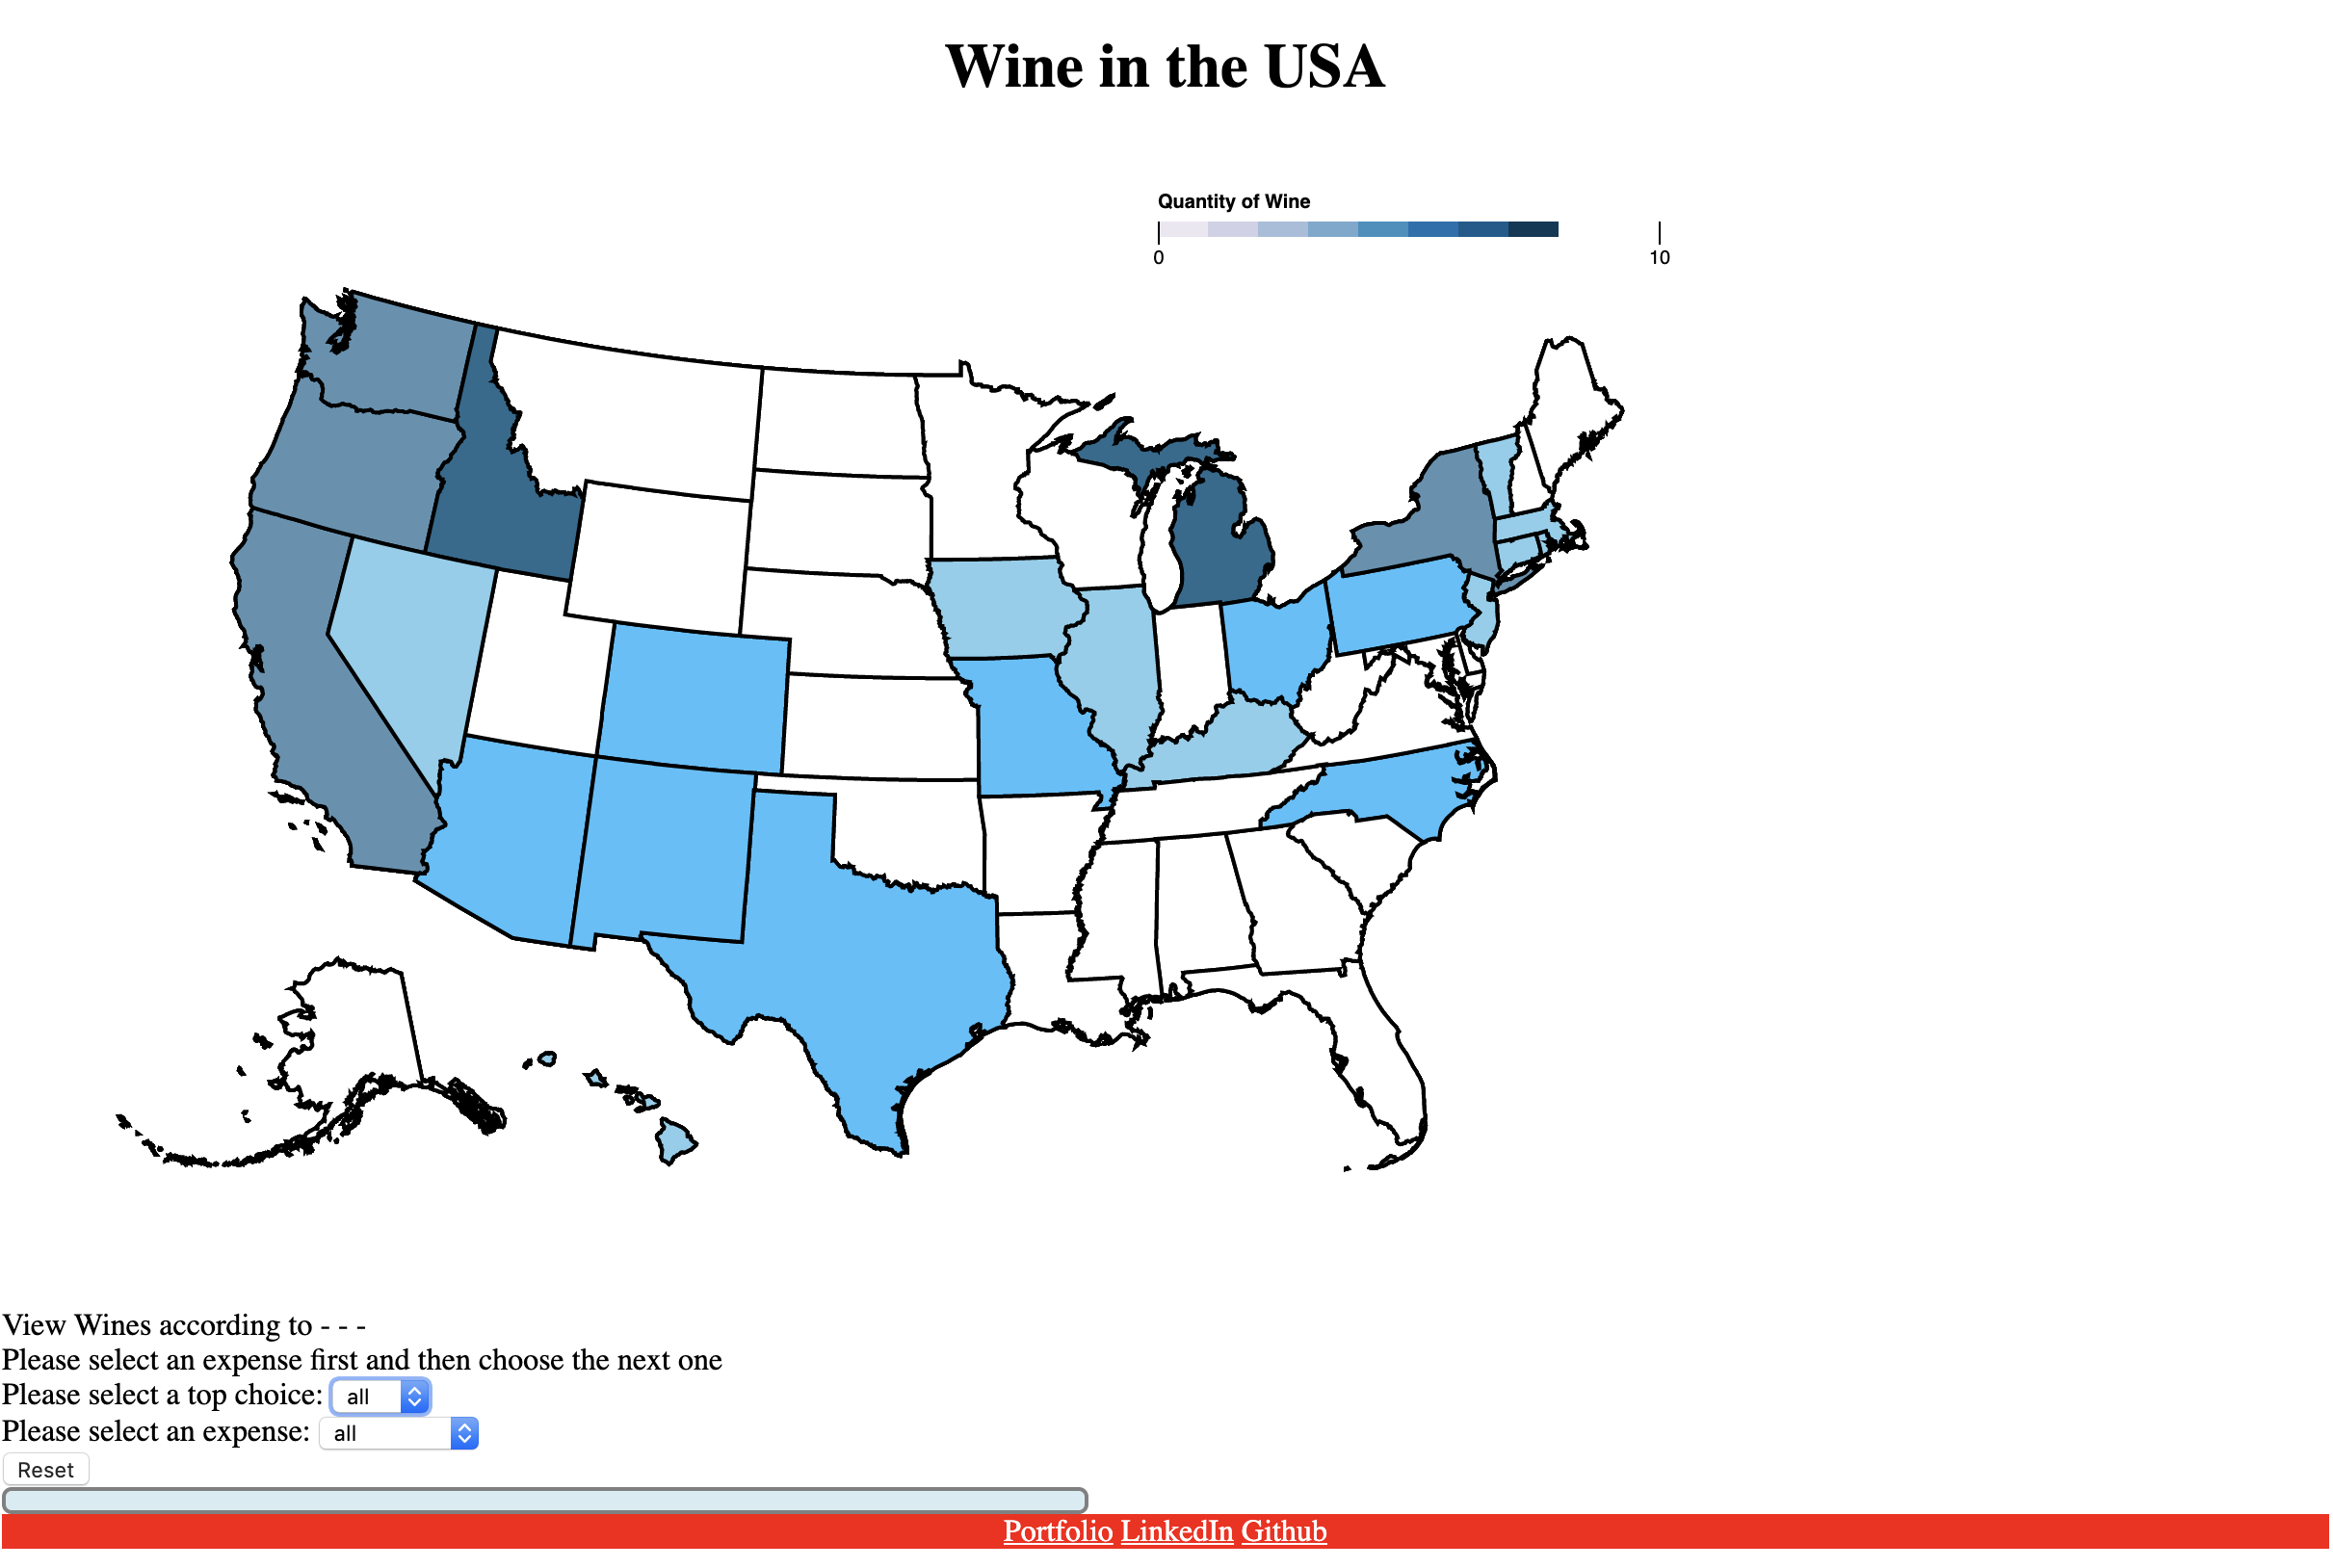 Wine in the USA
Quantity of Wine
0 10
View Wines according to - - -
Please select an expense first and then choose the next one
Please select a top choice: all
Please select an expense: all
Reset
Portfolio LinkedIn Github